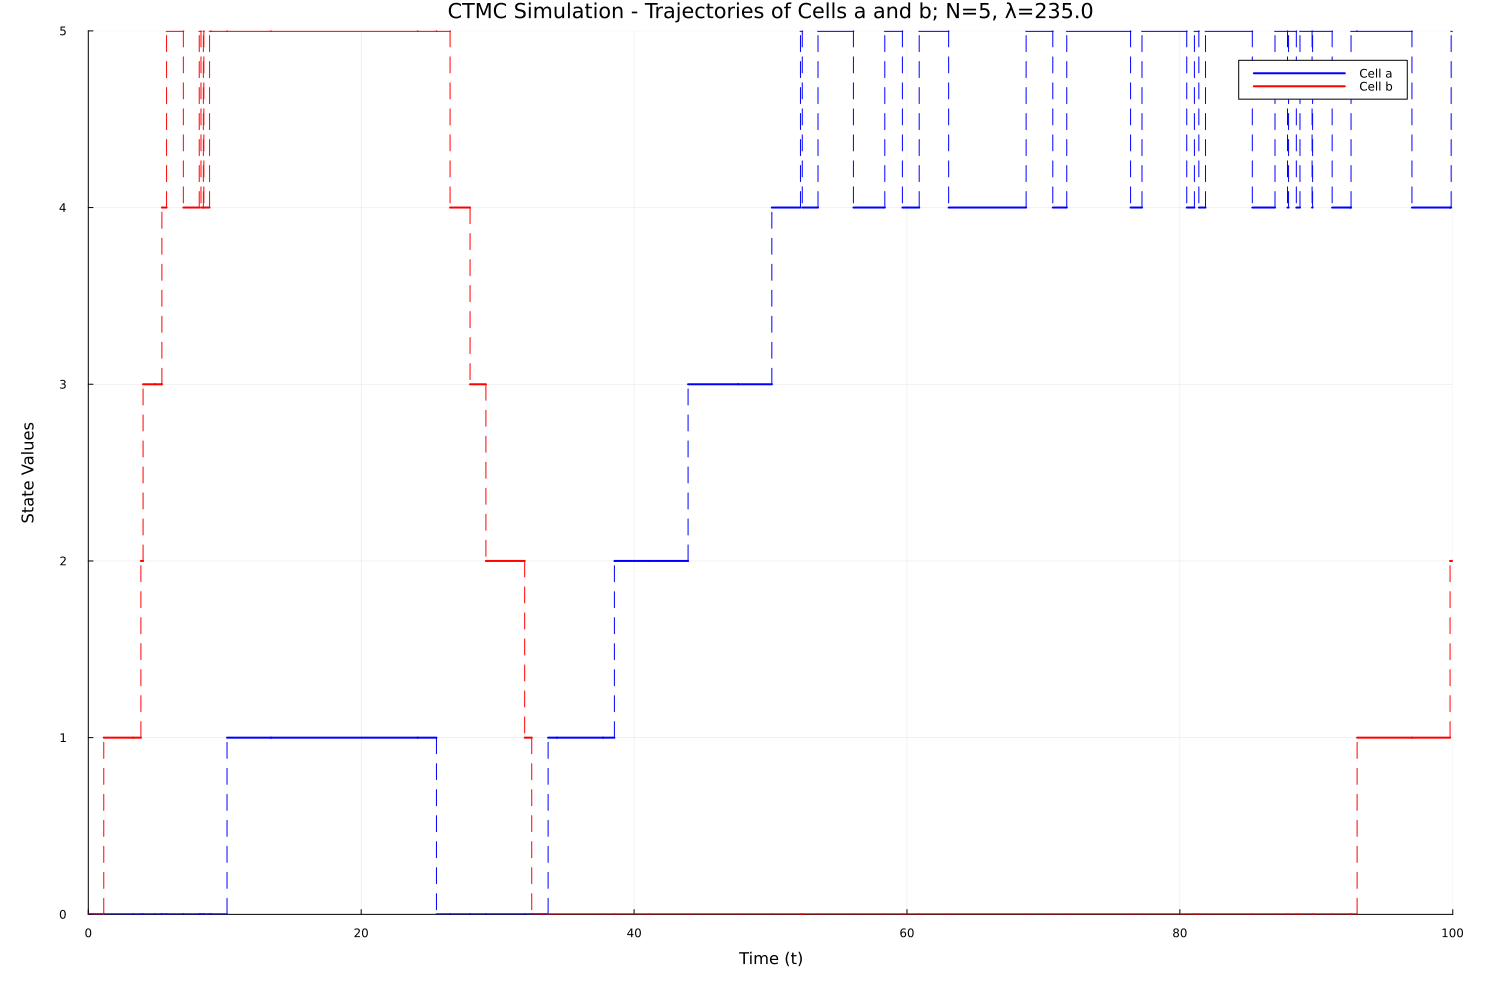 CTMC Simulation - Trajectories of Cells a and b; N=5, λ=235.0
5
Cell a
Cell b
4
3
State Values
2
1
0
0 20 40 60 80 100
Time (t)